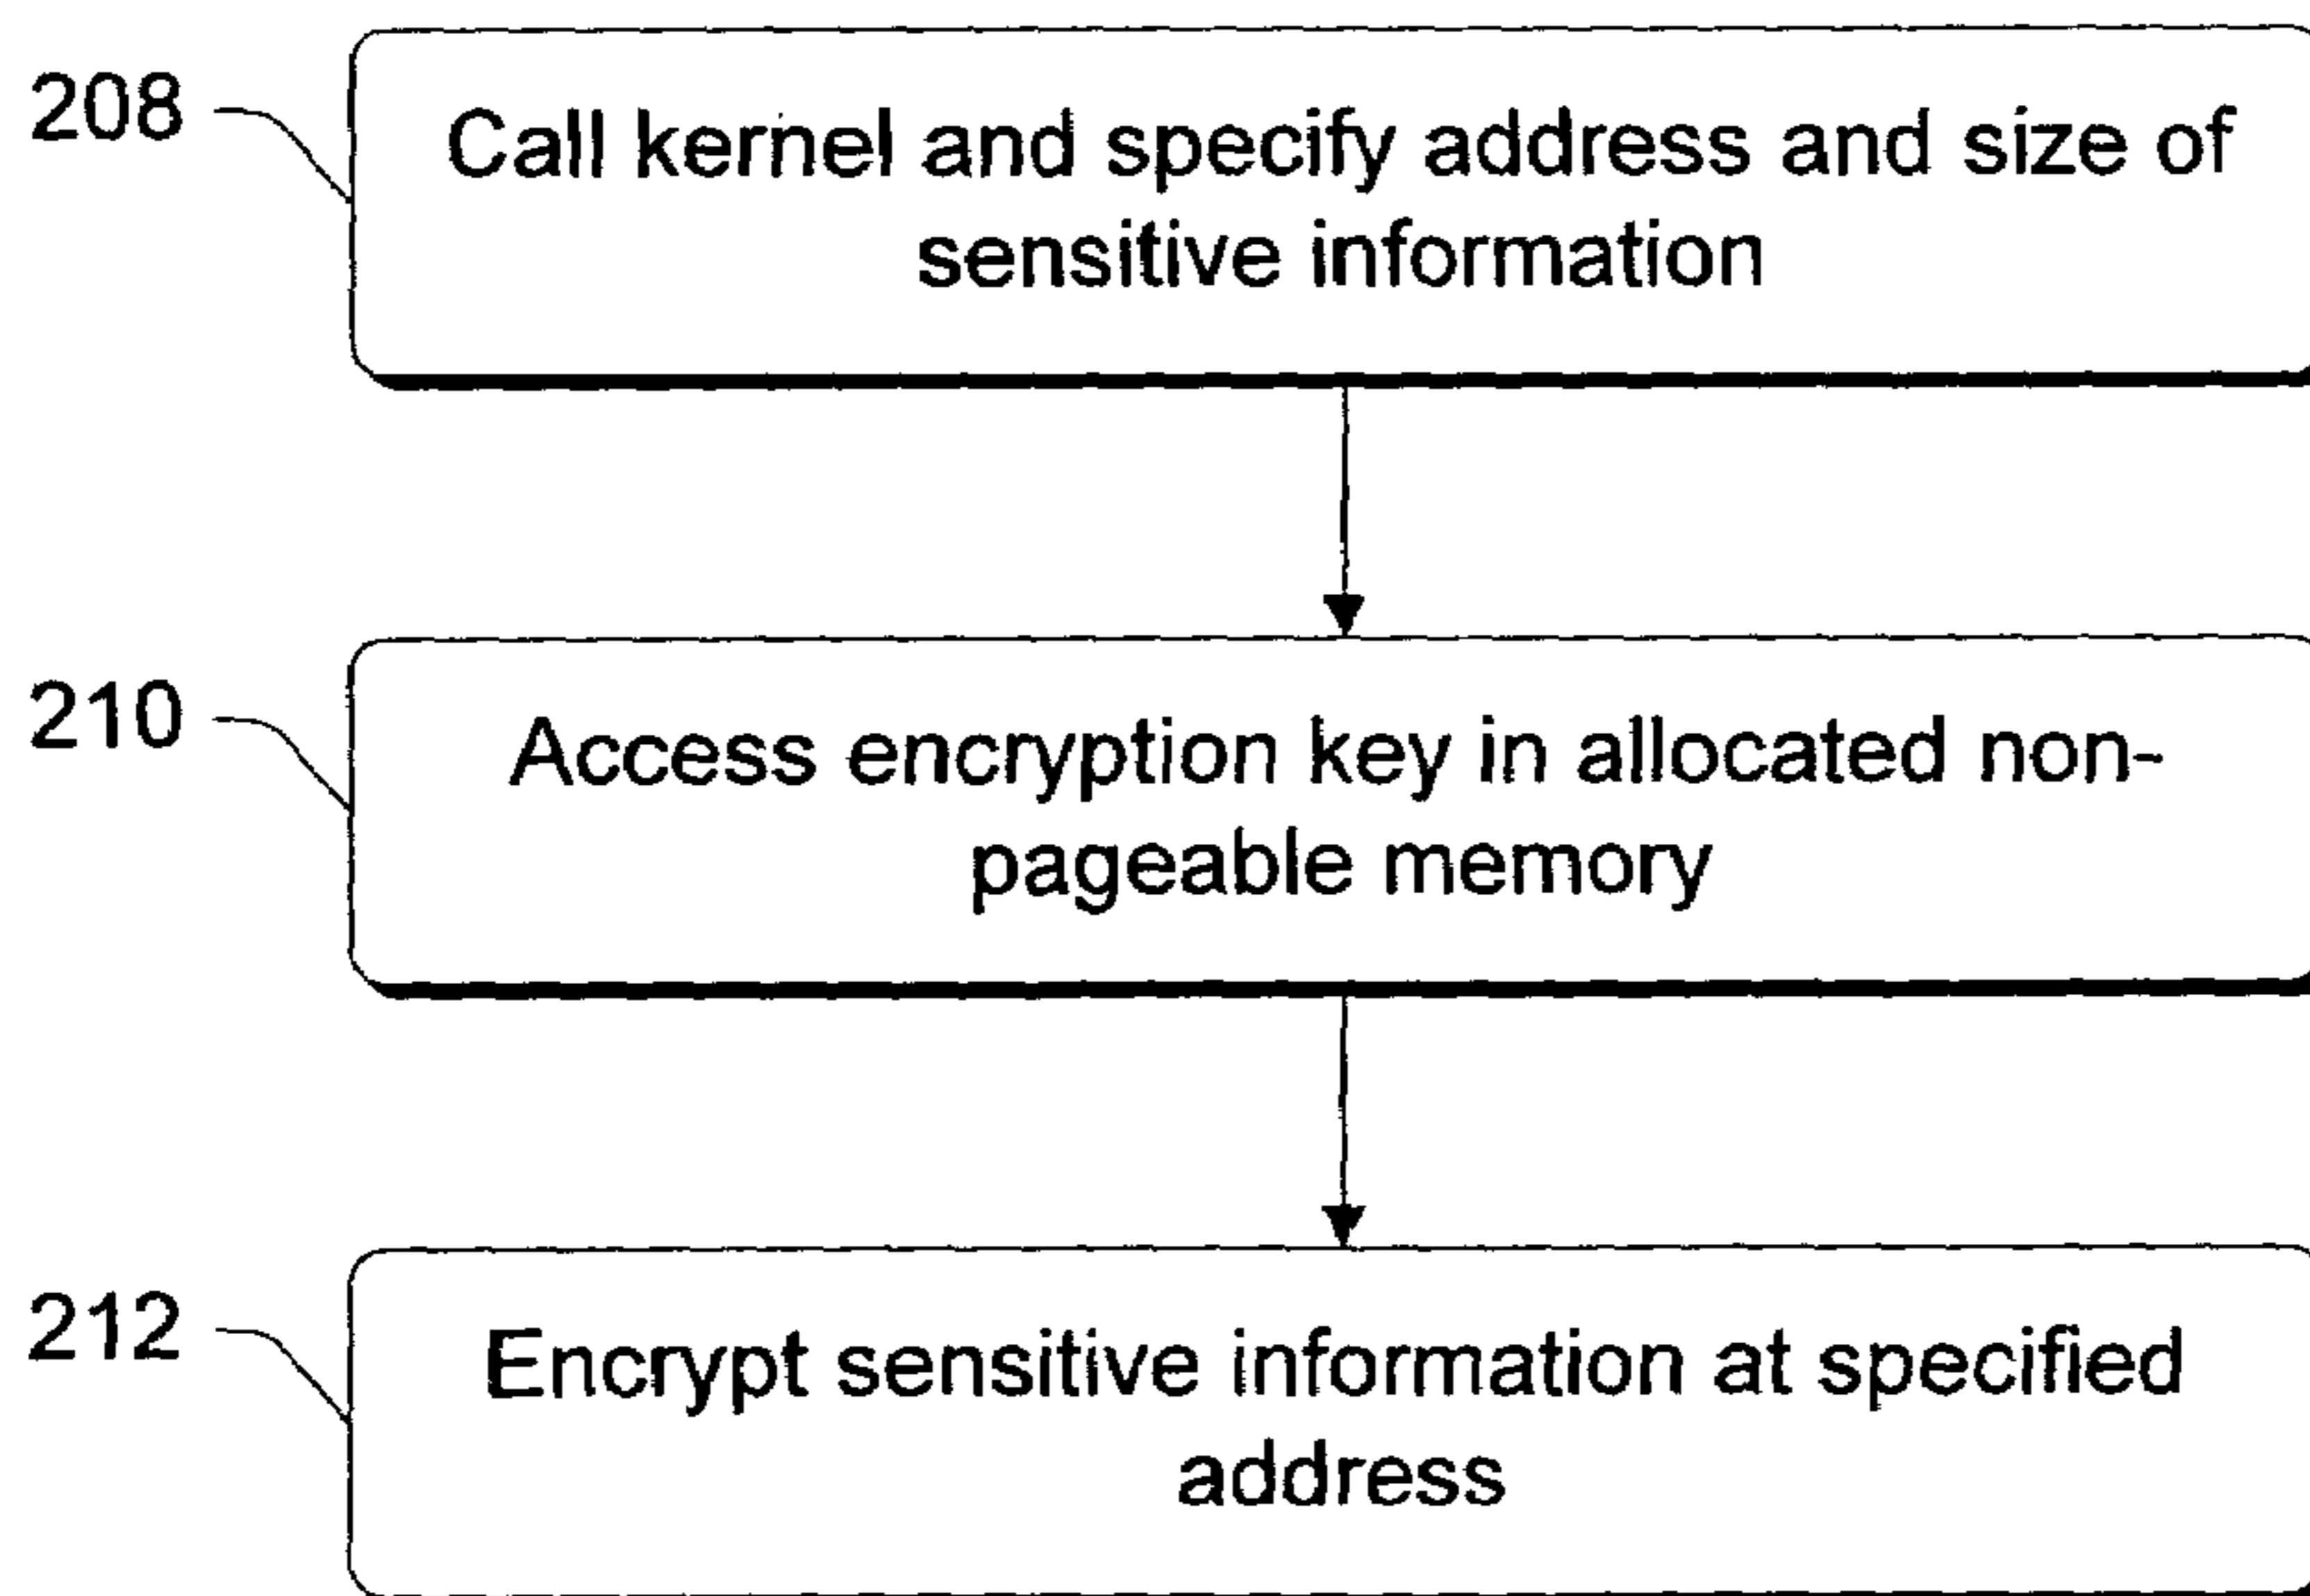 208
Call kernel and specify address and size of
sensitive information
210
Access encryption key in allocated non-
pageable memory
212
Encrypt sensitive information at specified
address